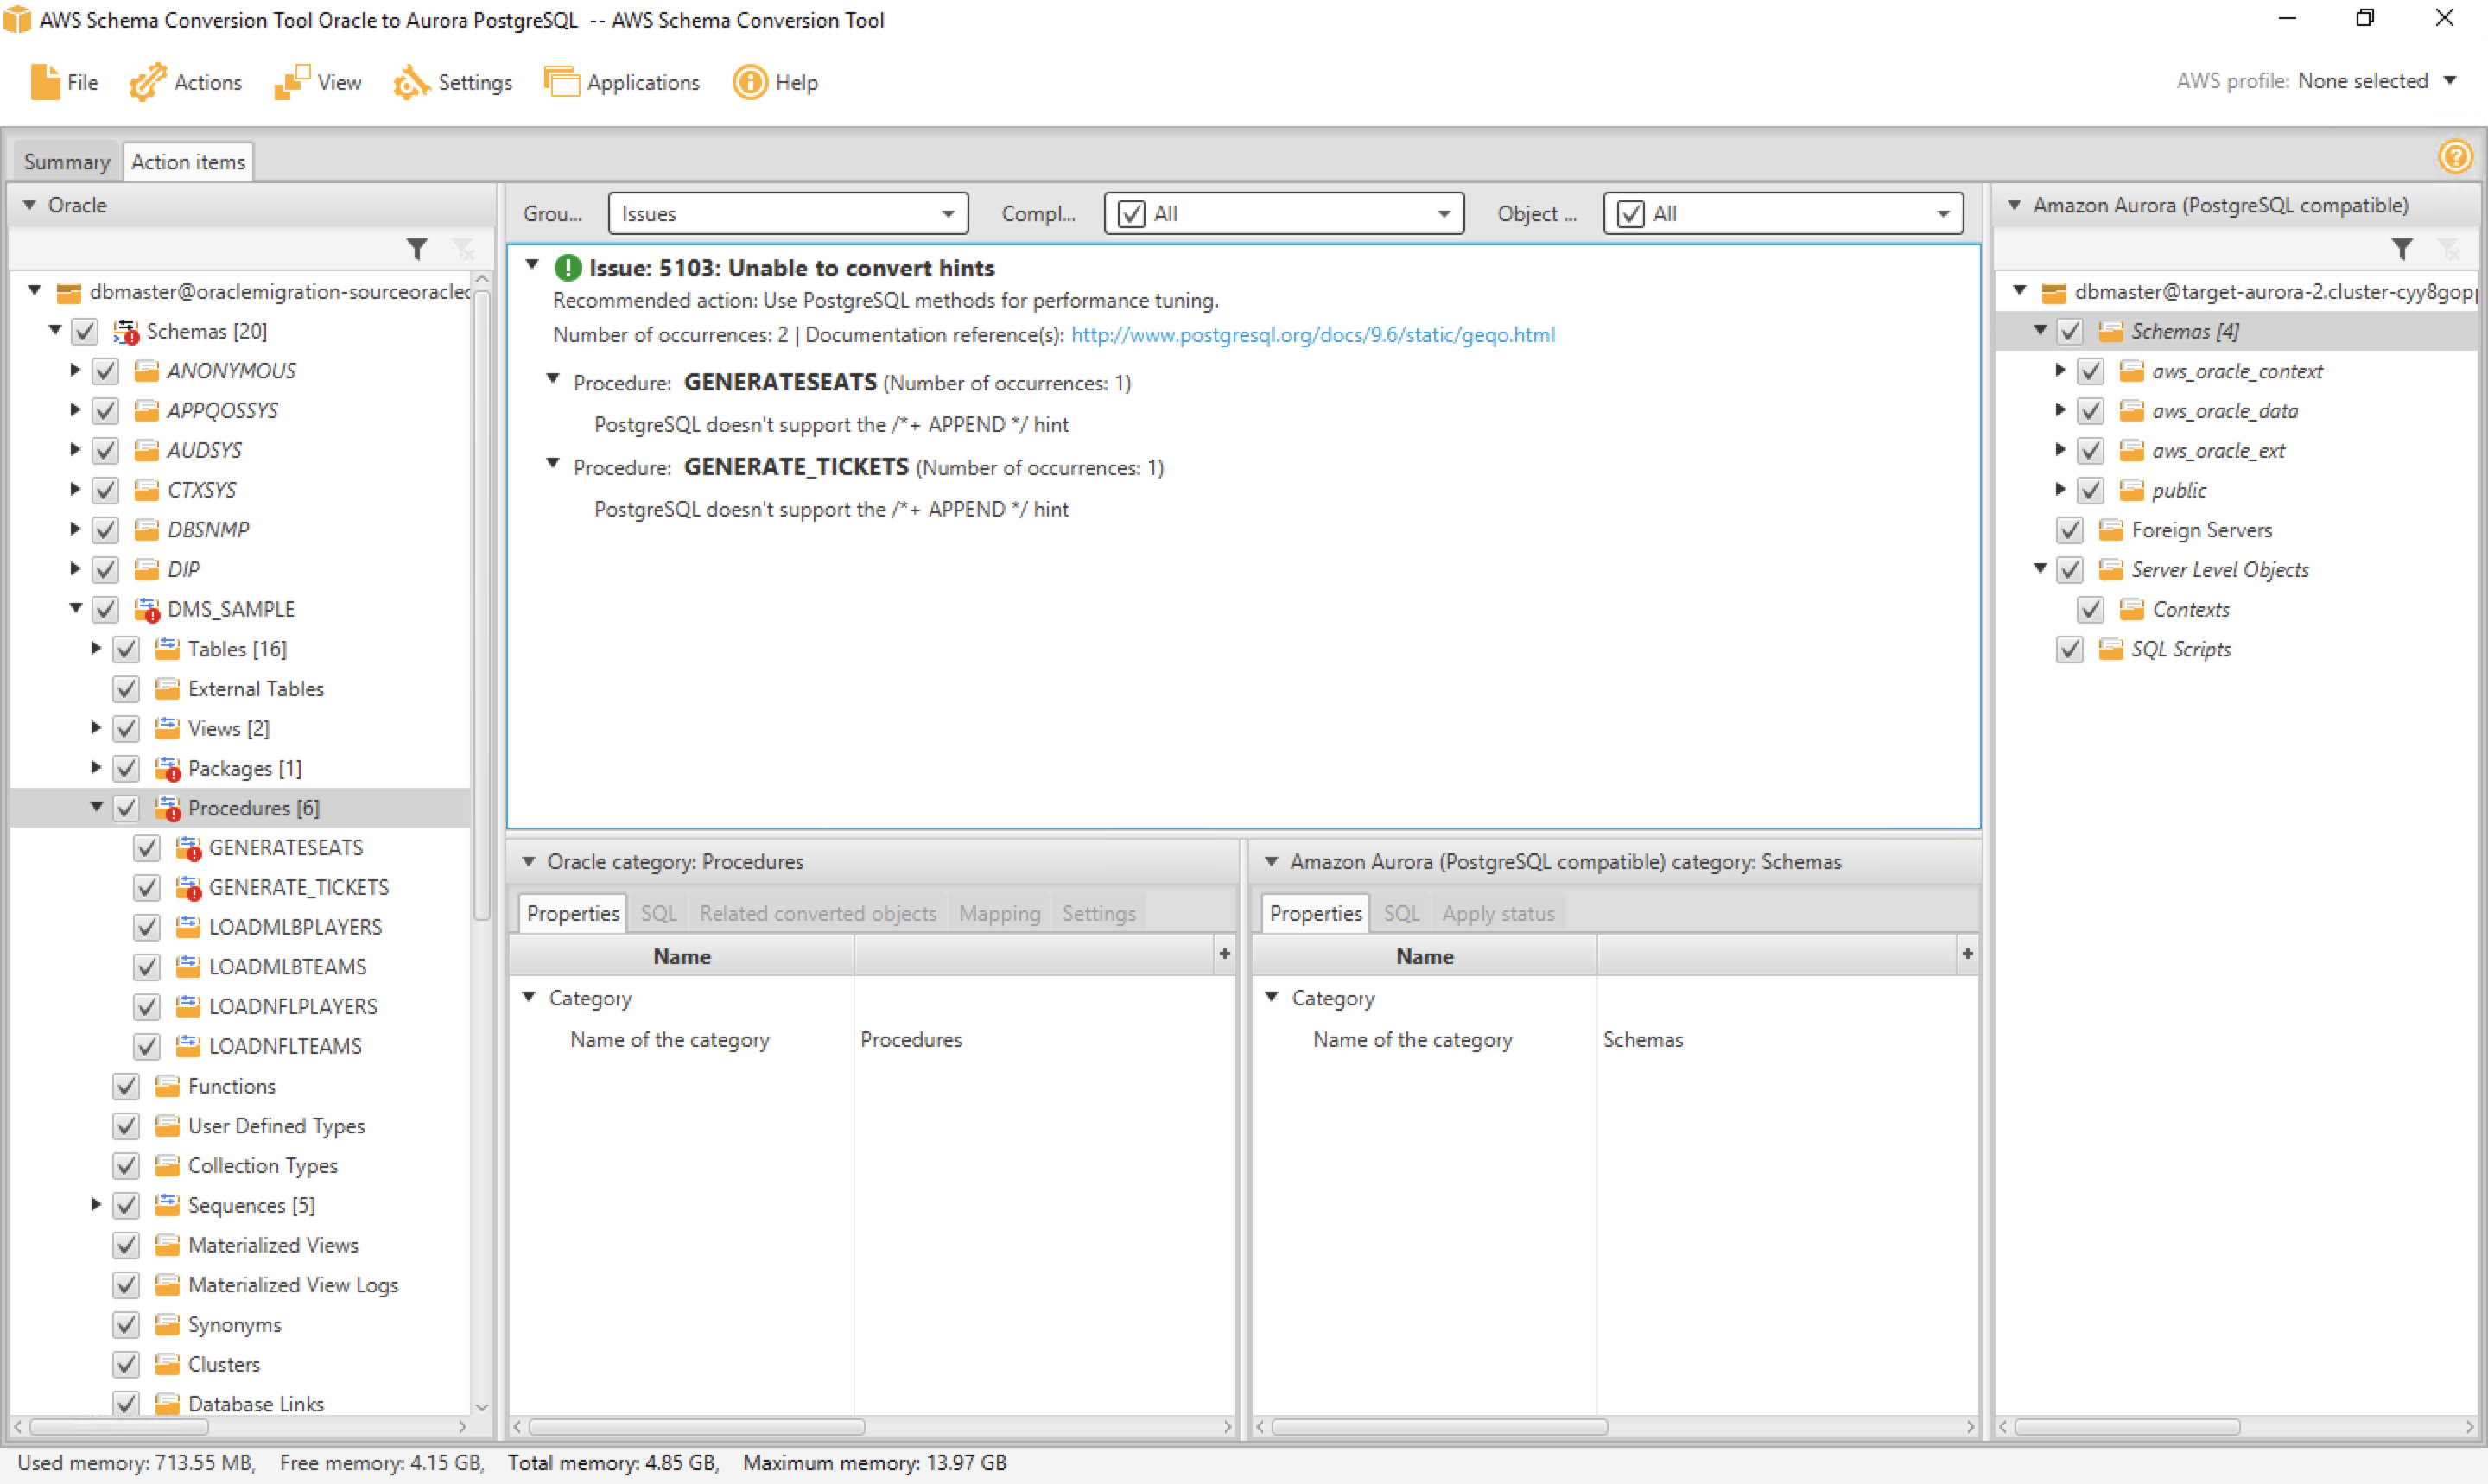 AWS Schema Conversion Tool Oracle to Aurora PostgreSQL -- AWS Schema Conversion Tool
File Actions View Settings Applications Help AWS profile: None selected
Summary Action items
Oracle
dbmaster@oraclemigration-sourceoracled
Schemas [20]
ANONYMOUS
APPQOSSYS
AUDSYS
CTXSYS
DBSNMP
DIP
DMS_SAMPLE
Tables [16]
External Tables
Views [2]
Packages [1]
Procedures [6]
GENERATESEATS
GENERATE_TICKETS
LOADMLBPLAYERS
LOADMLBTEAMS
LOADNFLPLAYERS
LOADNFLTEAMS
Functions
User Defined Types
Collection Types
Sequences [5]
Materialized Views
Materialized View Logs
Synonyms
Clusters
Database Links
Grou... Issues Compl... All Object ... All
Issue: 5103: Unable to convert hints
Recommended action: Use PostgreSQL methods for performance tuning.
Number of occurrences: 2 | Documentation reference(s): http://www.postgresql.org/docs/9.6/static/geqo.html
Procedure: GENERATESEATS (Number of occurrences: 1)
PostgreSQL doesn't support the /*+ APPEND */ hint
Procedure: GENERATE_TICKETS (Number of occurrences: 1)
PostgreSQL doesn't support the /*+ APPEND */ hint
Oracle category: Procedures
Properties SQL Related converted objects Mapping Settings
Name
Category
Name of the category Procedures
Amazon Aurora (PostgreSQL compatible) category: Schemas
Properties SQL Apply status
Name
Category
Name of the category Schemas
Amazon Aurora (PostgreSQL compatible)
dbmaster@target-aurora-2.cluster-cyy8gopp
Schemas [4]
aws_oracle_context
aws_oracle_data
aws_oracle_ext
public
Foreign Servers
Server Level Objects
Contexts
SQL Scripts
Used memory: 713.55 MB, Free memory: 4.15 GB, Total memory: 4.85 GB, Maximum memory: 13.97 GB